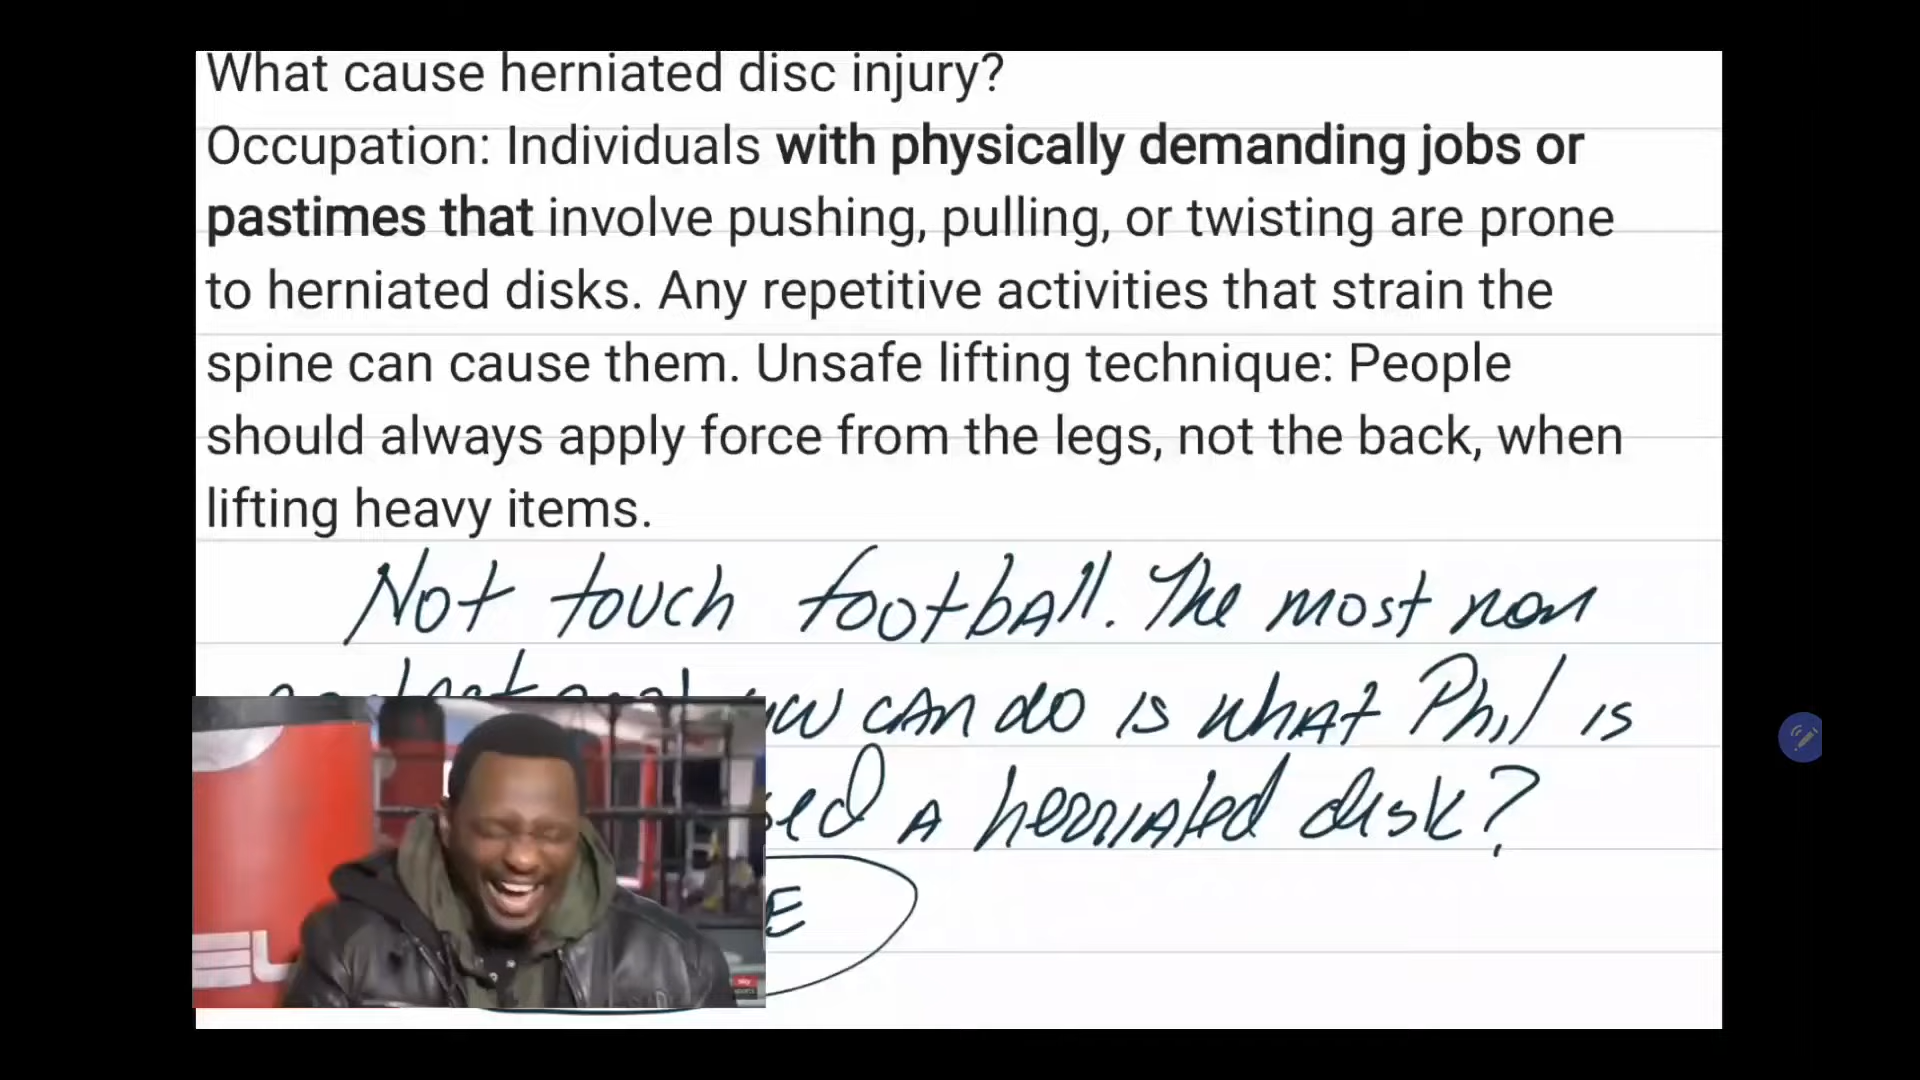 What cause herniated disc injury?
Occupation: Individuals with physically demanding jobs or
pastimes that involve pushing, pulling, or twisting are prone
to herniated disks. Any repetitive activities that strain the
spine can cause them. Unsafe lifting technique: People
should always apply force from the legs, not the back, when
lifting heavy items.
Not touch football. The most non
can do is what Phil is
a herniated disk?
EL
sky
sports